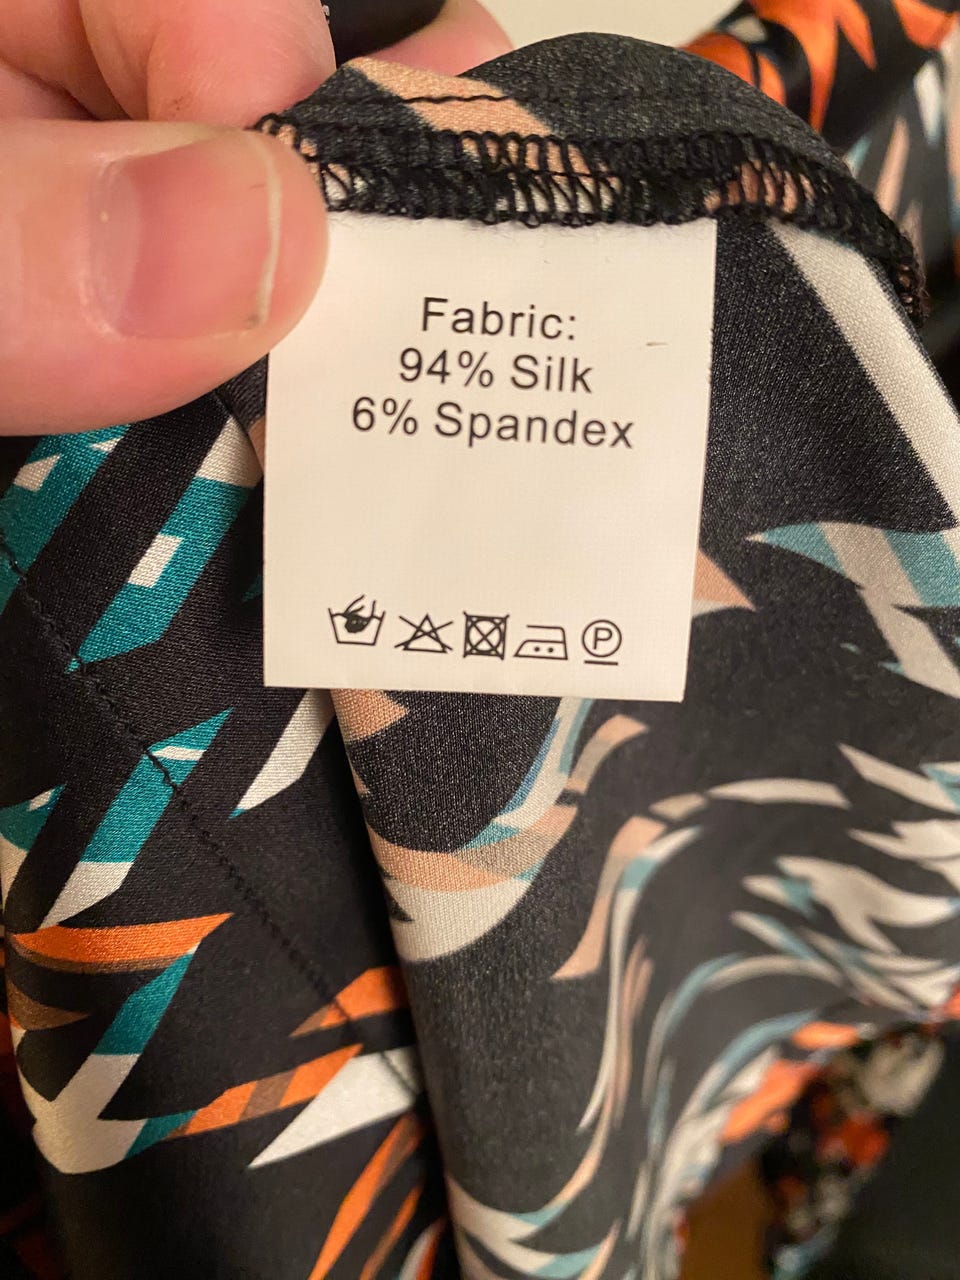 Fabric:
94% Silk
6% Spandex
P